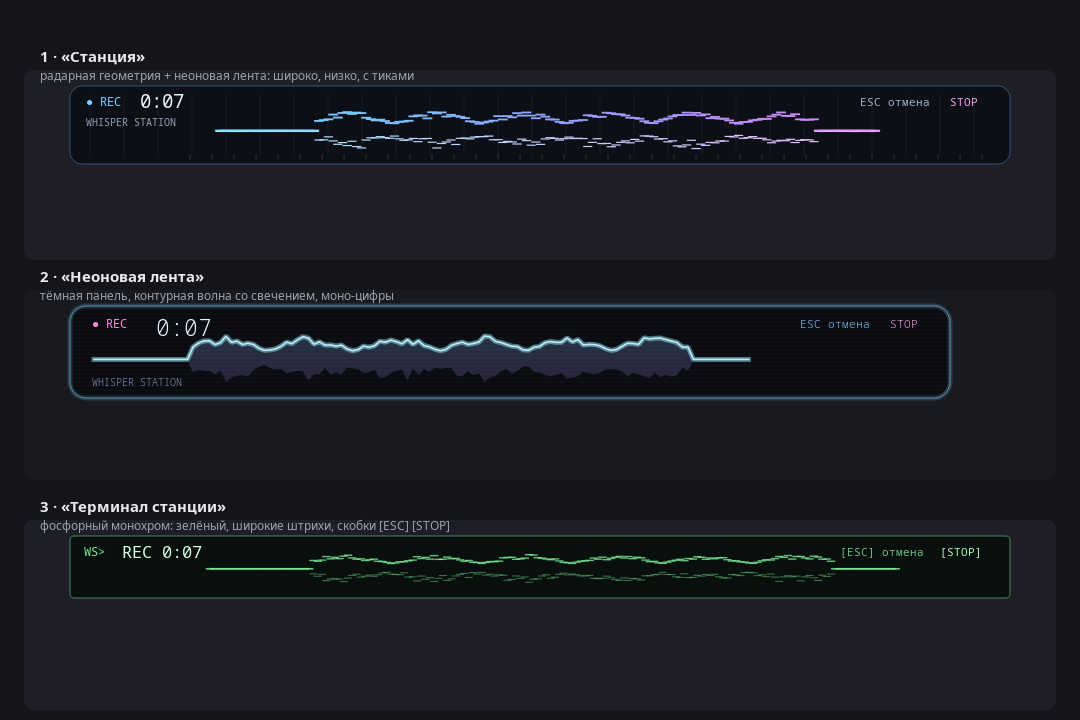 1 · «Станция»
радарная геометрия + неоновая лента: широко, низко, с тиками
● REC 0:07 ESC отмена STOP
WHISPER STATION
2 · «Неоновая лента»
тёмная панель, контурная волна со свечением, моно-цифры
● REC 0:07 ESC отмена STOP
WHISPER STATION
3 · «Терминал станции»
фосфорный монохром: зелёный, широкие штрихи, скобки [ESC] [STOP]
WS> REC 0:07 [ESC] отмена [STOP]